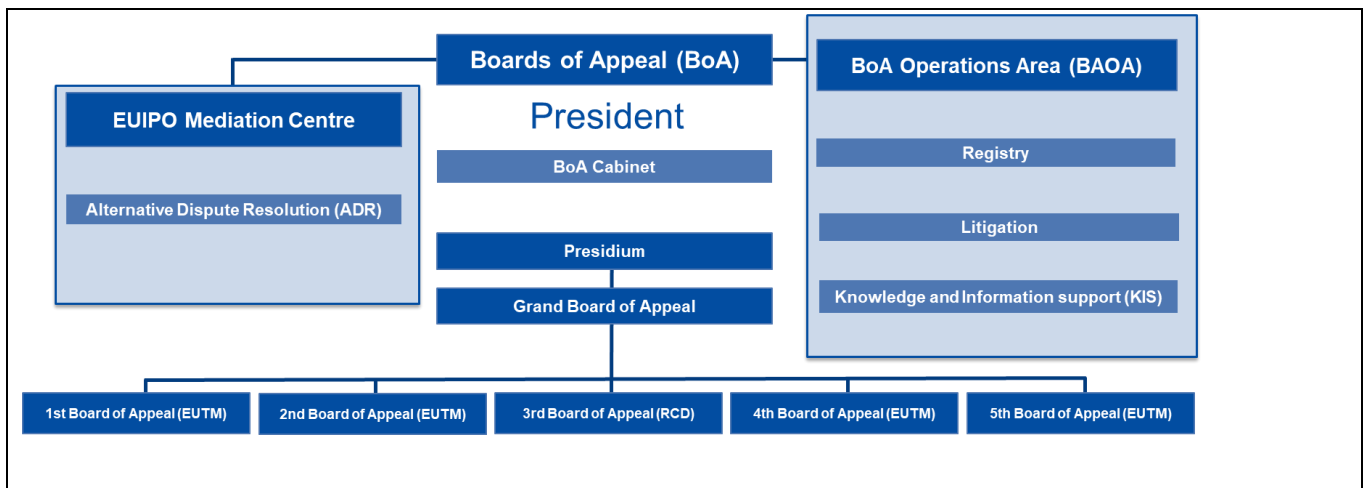 Boards of Appeal (BoA)
BoA Operations Area (BAOA)
EUIPO Mediation Centre
President
Registry
BoA Cabinet
Alternative Dispute Resolution (ADR)
Litigation
Presidium
Knowledge and Information support (KIS)
Grand Board of Appeal
1st Board of Appeal (EUTM)
2nd Board of Appeal (EUTM)
3rd Board of Appeal (RCD)
4th Board of Appeal (EUTM)
5th Board of Appeal (EUTM)